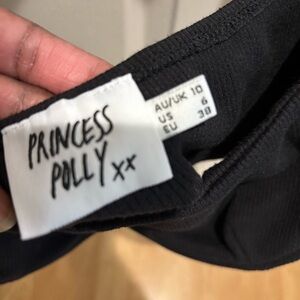 PRINCESS
POLLY xx
AU/UK 10
US 6
EU 38